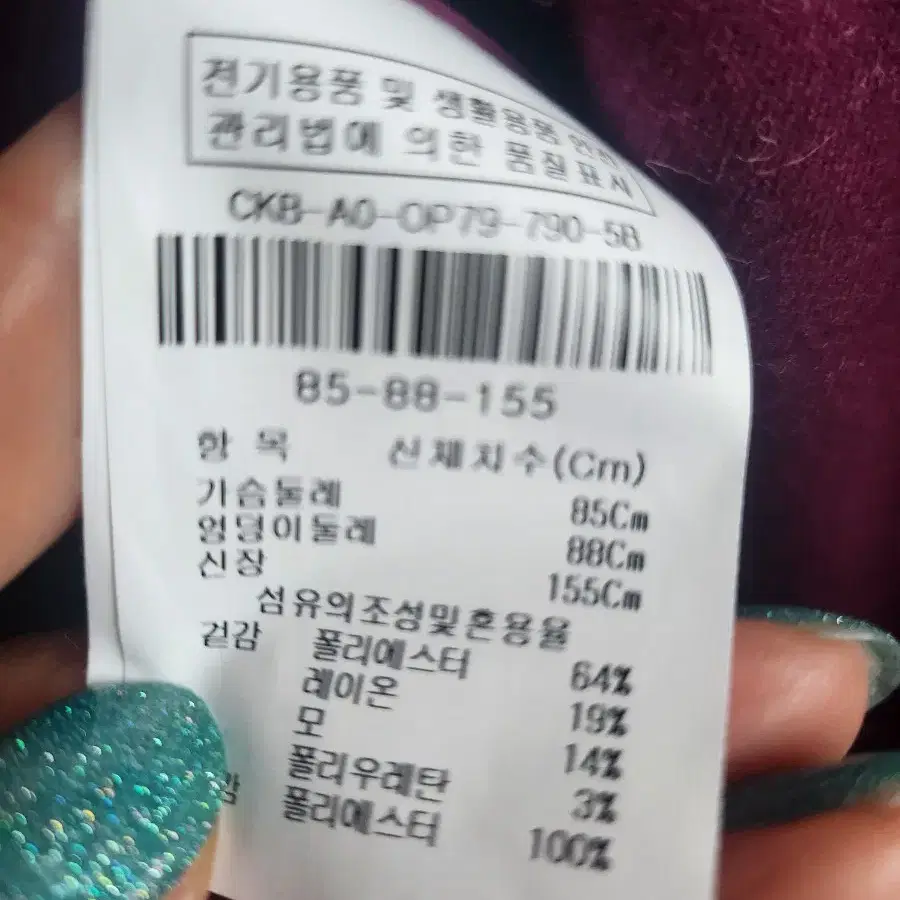 전기용품 및 생활용품 안전
관리법에 의한 품질표시
CKB-AO-OP79-790-5B
85-88-155
항 목 신체치수(Cm)
가슴둘레 85Cm
엉덩이둘레 88Cm
신장 155Cm
섬유의조성및혼용율
겉감 폴리에스터 64%
레이온 19%
모 14%
폴리우레탄 3%
감 폴리에스터 100%